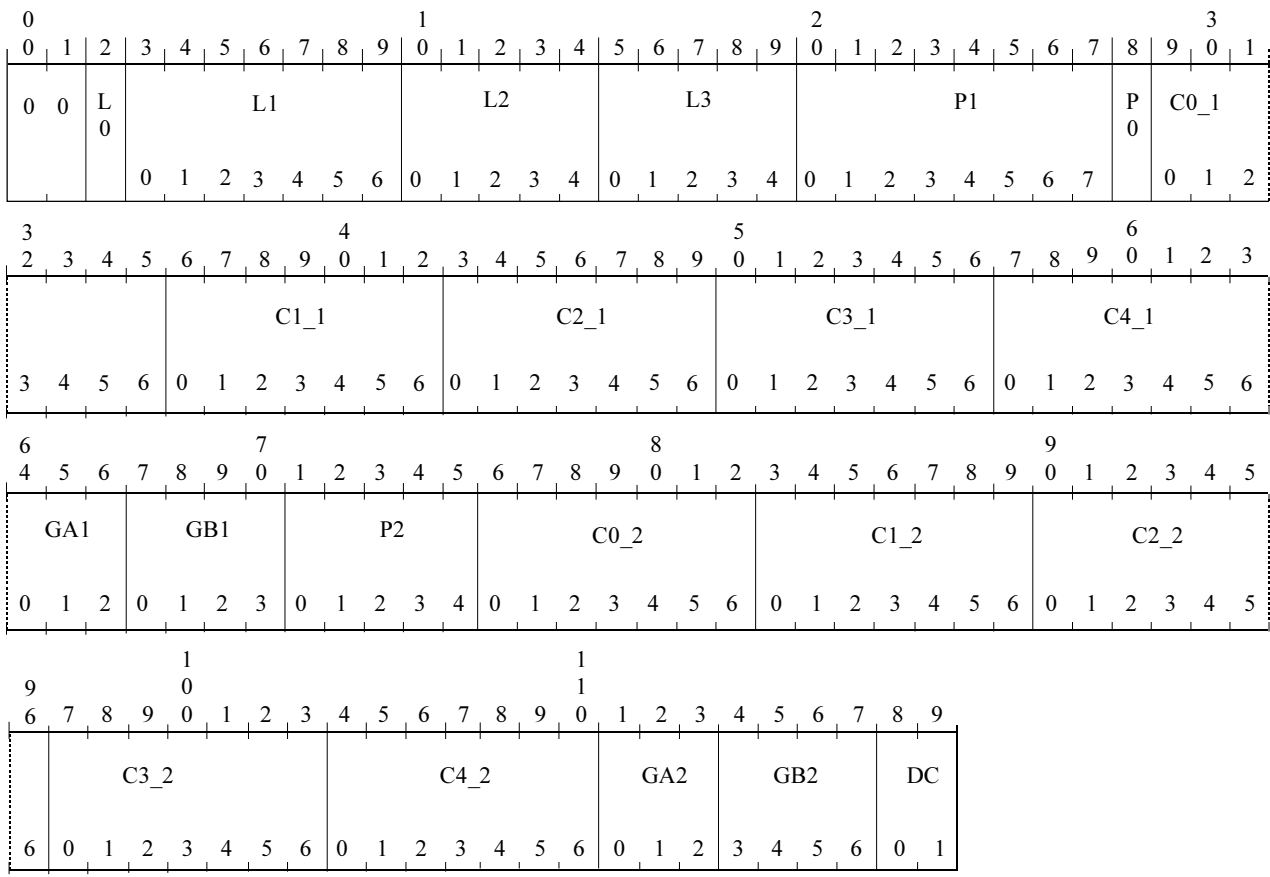 0 1 2 3
0 1 2 3 4 5 6 7 8 9 0 1 2 3 4 5 6 7 8 9 0 1 2 3 4 5 6 7 8 9 0 1
0 0 L L1 L2 L3 P1 P C0_1
0 0
0 1 2 3 4 5 6 0 1 2 3 4 0 1 2 3 4 0 1 2 3 4 5 6 7 0 1 2
3 4 5 6
2 3 4 5 6 7 8 9 0 1 2 3 4 5 6 7 8 9 0 1 2 3 4 5 6 7 8 9 0 1 2 3
C1_1 C2_1 C3_1 C4_1
3 4 5 6 0 1 2 3 4 5 6 0 1 2 3 4 5 6 0 1 2 3 4 5 6 0 1 2 3 4 5 6
6 7 8 9
4 5 6 7 8 9 0 1 2 3 4 5 6 7 8 9 0 1 2 3 4 5 6 7 8 9 0 1 2 3 4 5
GA1 GB1 P2 C0_2 C1_2 C2_2
0 1 2 0 1 2 3 0 1 2 3 4 0 1 2 3 4 5 6 0 1 2 3 4 5 6 0 1 2 3 4 5
1 1
9 0 1
6 7 8 9 0 1 2 3 4 5 6 7 8 9 0 1 2 3 4 5 6 7 8 9
C3_2 C4_2 GA2 GB2 DC
6 0 1 2 3 4 5 6 0 1 2 3 4 5 6 0 1 2 3 4 5 6 0 1